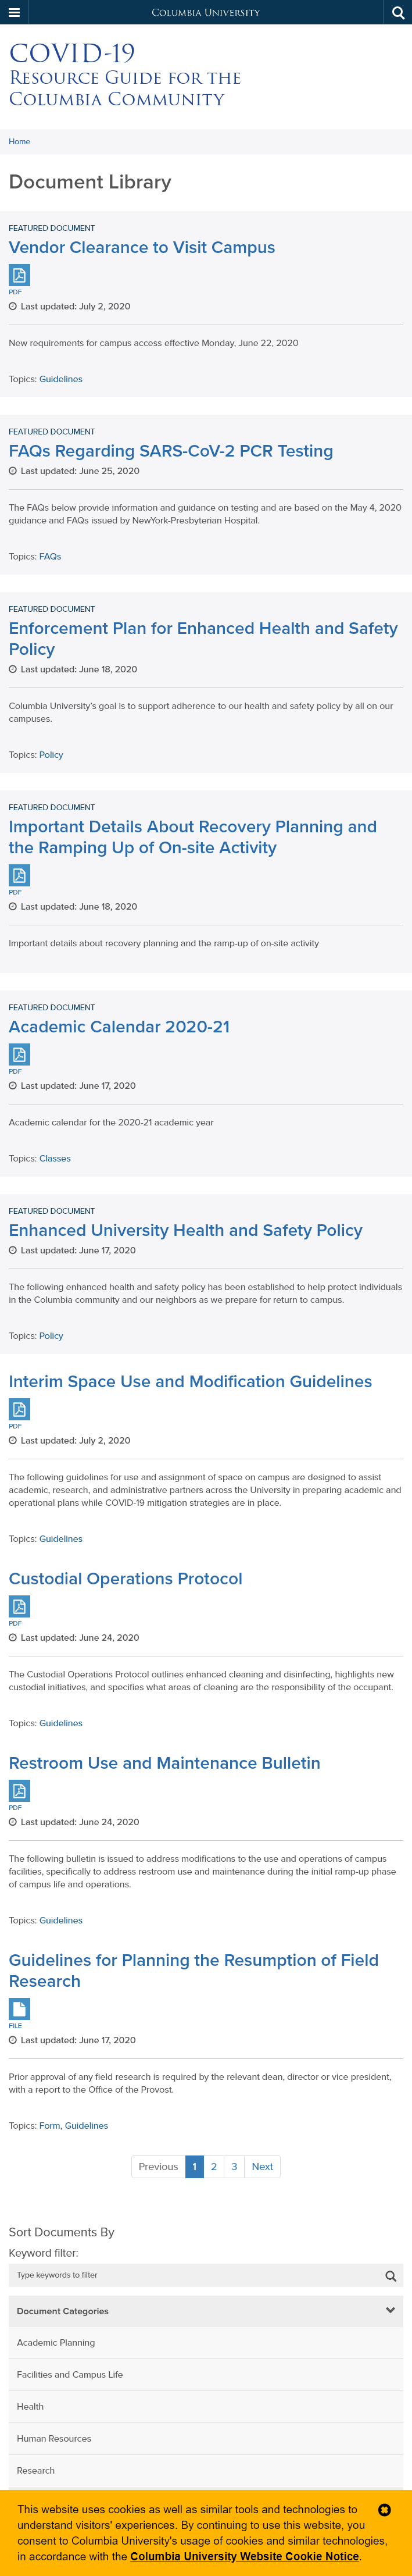 Columbia University
COVID-19
Resource Guide for the
Columbia Community
Home
Document Library
FEATURED DOCUMENT
Vendor Clearance to Visit Campus
PDF
Last updated: July 2, 2020
New requirements for campus access effective Monday, June 22, 2020
Topics: Guidelines
FEATURED DOCUMENT
FAQs Regarding SARS-CoV-2 PCR Testing
Last updated: June 25, 2020
The FAQs below provide information and guidance on testing and are based on the May 4, 2020
guidance and FAQs issued by NewYork-Presbyterian Hospital.
Topics: FAQs
FEATURED DOCUMENT
Enforcement Plan for Enhanced Health and Safety
Policy
Last updated: June 18, 2020
Columbia University's goal is to support adherence to our health and safety policy by all on our
campuses.
Topics: Policy
FEATURED DOCUMENT
Important Details About Recovery Planning and
the Ramping Up of On-site Activity
PDF
Last updated: June 18, 2020
Important details about recovery planning and the ramp-up of on-site activity
FEATURED DOCUMENT
Academic Calendar 2020-21
PDF
Last updated: June 17, 2020
Academic calendar for the 2020-21 academic year
Topics: Classes
FEATURED DOCUMENT
Enhanced University Health and Safety Policy
Last updated: June 17, 2020
The following enhanced health and safety policy has been established to help protect individuals
in the Columbia community and our neighbors as we prepare for return to campus.
Topics: Policy
Interim Space Use and Modification Guidelines
PDF
Last updated: July 2, 2020
The following guidelines for use and assignment of space on campus are designed to assist
academic, research, and administrative partners across the University in preparing academic and
operational plans while COVID-19 mitigation strategies are in place.
Topics: Guidelines
Custodial Operations Protocol
PDF
Last updated: June 24, 2020
The Custodial Operations Protocol outlines enhanced cleaning and disinfecting, highlights new
custodial initiatives, and specifies what areas of cleaning are the responsibility of the occupant.
Topics: Guidelines
Restroom Use and Maintenance Bulletin
PDF
Last updated: June 24, 2020
The following bulletin is issued to address modifications to the use and operations of campus
facilities, specifically to address restroom use and maintenance during the initial ramp-up phase
of campus life and operations.
Topics: Guidelines
Guidelines for Planning the Resumption of Field
Research
FILE
Last updated: June 17, 2020
Prior approval of any field research is required by the relevant dean, director or vice president,
with a report to the Office of the Provost.
Topics: Form, Guidelines
Previous 1 2 3 Next
Sort Documents By
Keyword filter:
Type keywords to filter
Document Categories
Academic Planning
Facilities and Campus Life
Health
Human Resources
Research
This website uses cookies as well as similar tools and technologies to
understand visitors' experiences. By continuing to use this website, you
consent to Columbia University's usage of cookies and similar technologies,
in accordance with the Columbia University Website Cookie Notice.